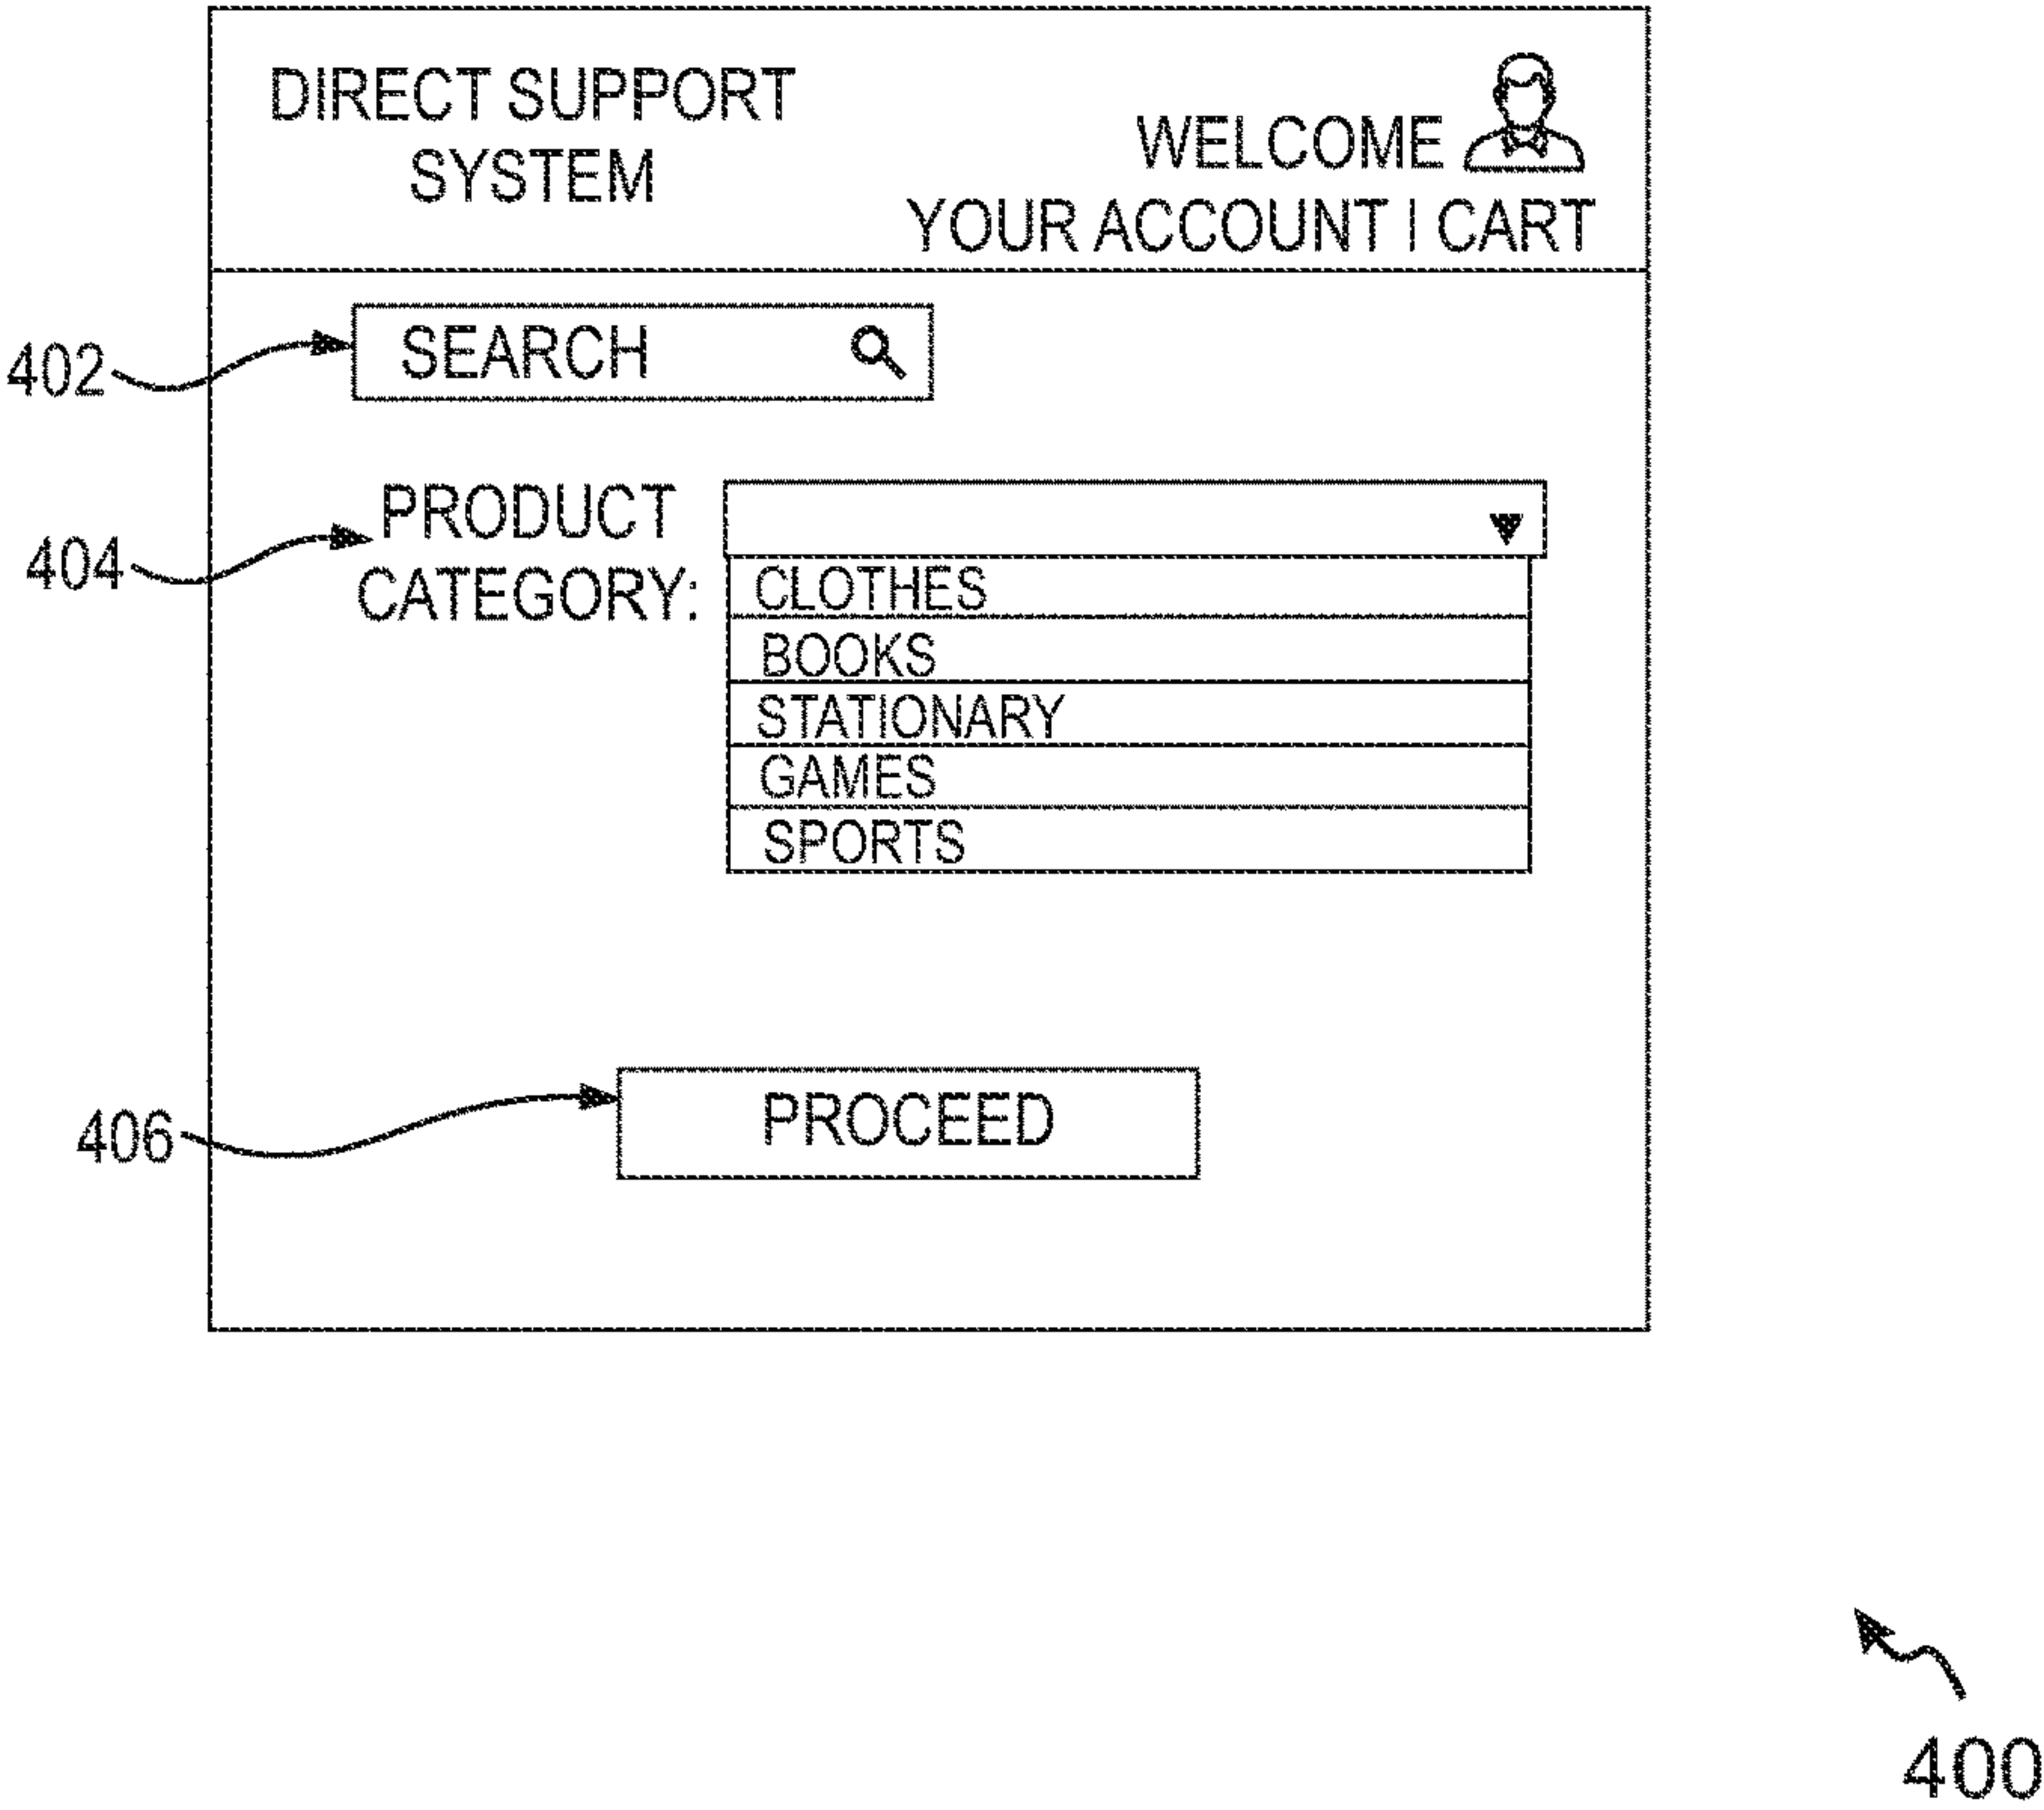 DIRECT SUPPORT
SYSTEM
WELCOME
YOUR ACCOUNT | CART
402
SEARCH
404
PRODUCT
CATEGORY:
CLOTHES
BOOKS
STATIONARY
GAMES
SPORTS
406
PROCEED
400